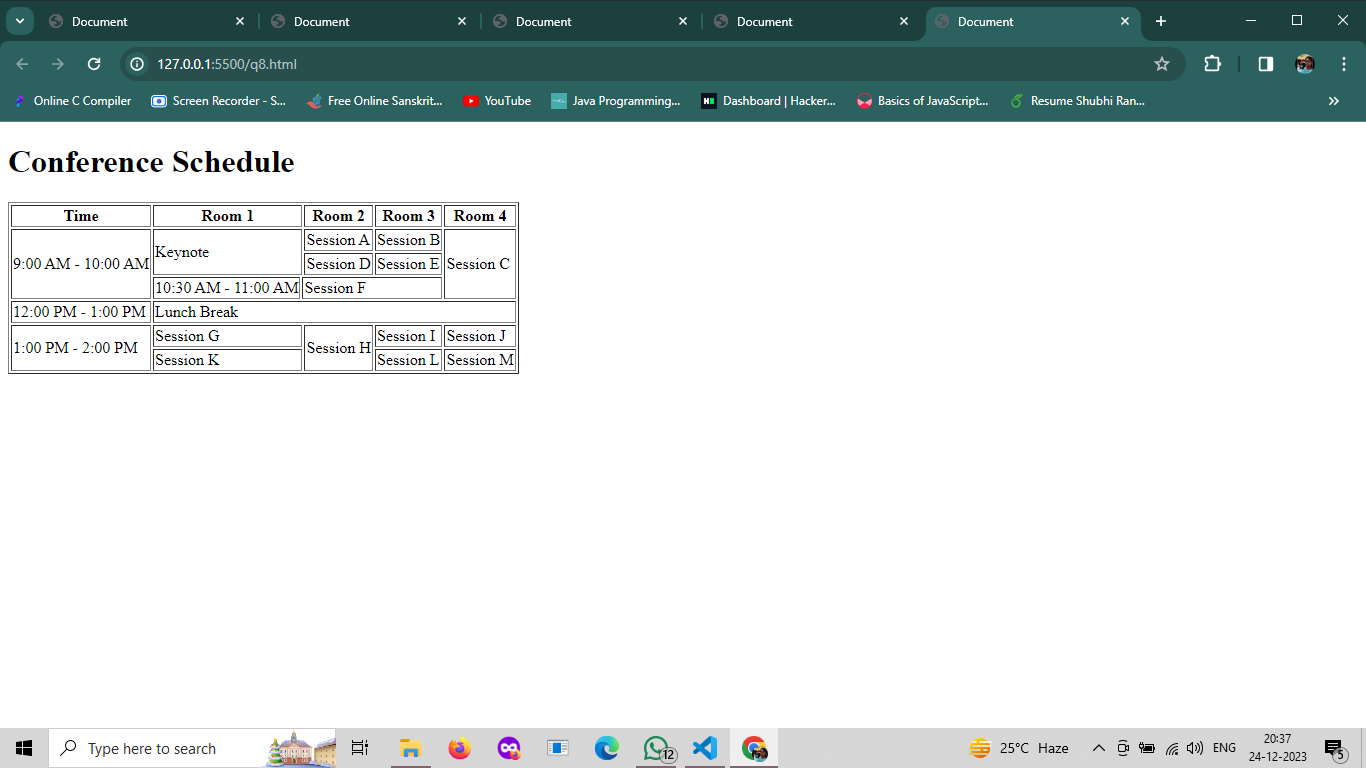 Document Document Document Document Document
127.0.0.1:5500/q8.html
Online C Compiler Screen Recorder - S... Free Online Sanskrit... YouTube Java Programming... Dashboard | Hacker... Basics of JavaScript... Resume Shubhi Ran...
Conference Schedule
Time Room 1 Room 2 Room 3 Room 4
9:00 AM - 10:00 AM Keynote Session A Session B Session C
Session D Session E
10:30 AM - 11:00 AM Session F
12:00 PM - 1:00 PM Lunch Break
1:00 PM - 2:00 PM Session G Session H Session I Session J
Session K Session L Session M
Type here to search 12 25°C Haze ENG 20:37
24-12-2023 5